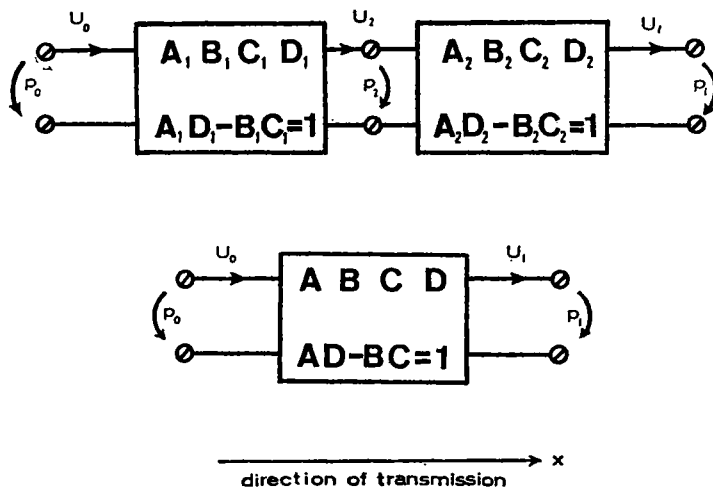 U₀ U₂ U₁
A₁ B₁ C₁ D₁ A₂ B₂ C₂ D₂
p₀ p₂ p₁
A₁D₁-B₁C₁=1 A₂D₂-B₂C₂=1
U₀ U₁
A B C D
p₀ p₁
AD-BC=1
x
direction of transmission